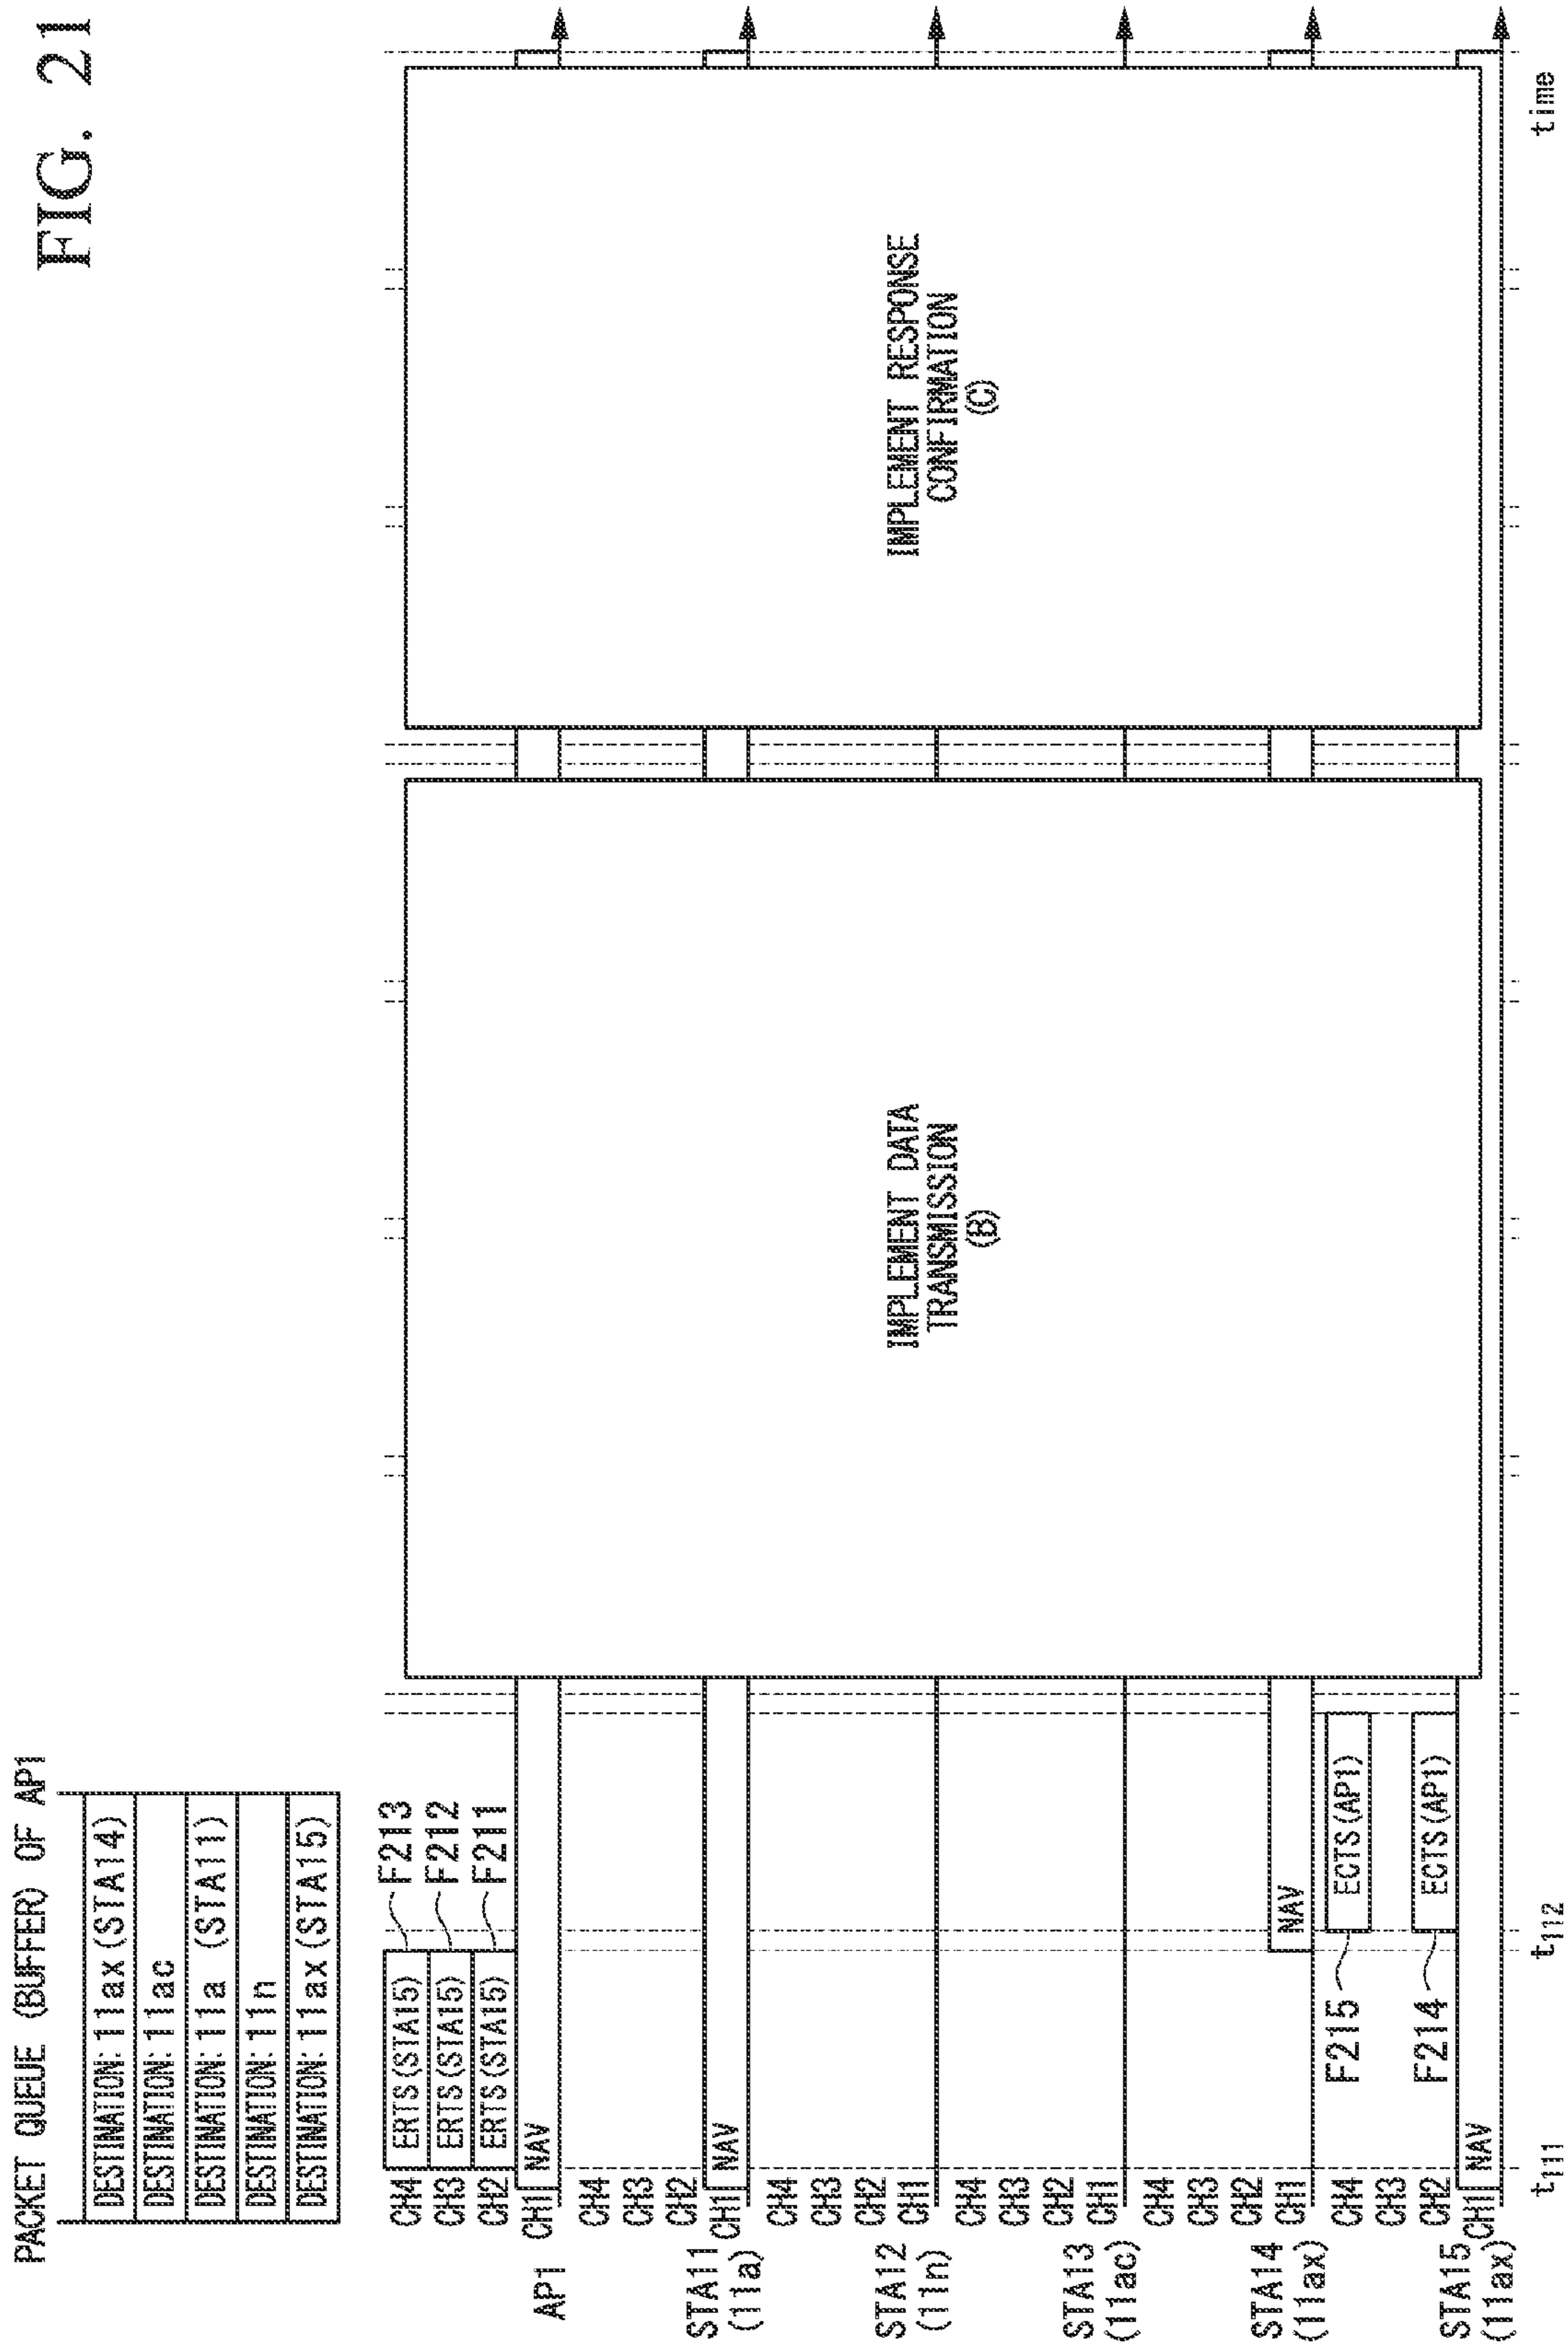 FIG. 21
PACKET QUEUE (BUFFER) OF AP1
DESTINATION:11ax(STA14)
DESTINATION:11ac
DESTINATION:11a (STA11)
DESTINATION:11n
DESTINATION:11ax(STA15)
CH4 ERTS(STA15) F213
CH3 ERTS(STA15) F212
CH2 ERTS(STA15) F211
CH1 NAV
AP1
CH4
CH3
CH2
CH1 NAV
STA11
(11a)
CH4
CH3
CH2
CH1
STA12
(11n)
CH4
CH3
CH2
CH1
STA13
(11ac)
CH4
CH3
CH2
CH1 NAV
STA14
(11ax)
CH4 F215 ECTS(AP1)
CH3
CH2 F214 ECTS(AP1)
CH1 NAV
STA15
(11ax)
IMPLEMENT DATA
TRANSMISSION
(B)
IMPLEMENT RESPONSE
CONFIRMATION
(C)
t111 t112 time